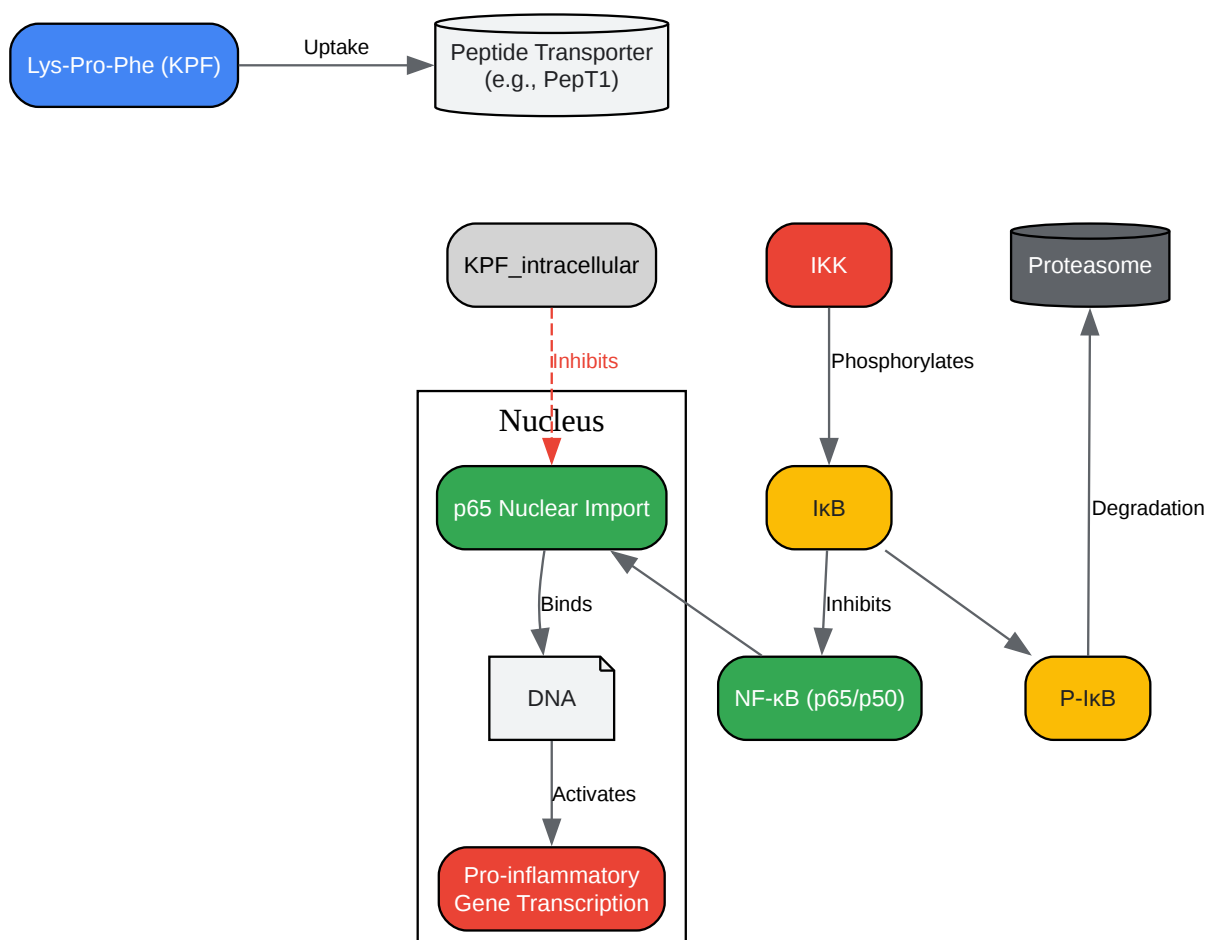 Lys-Pro-Phe (KPF)
Uptake
Peptide Transporter
(e.g., PepT1)
KPF_intracellular
IKK
Proteasome
Inhibits
Phosphorylates
Nucleus
p65 Nuclear Import
IκB
Degradation
Binds
Inhibits
DNA
NF-κB (p65/p50)
P-IκB
Activates
Pro-inflammatory
Gene Transcription